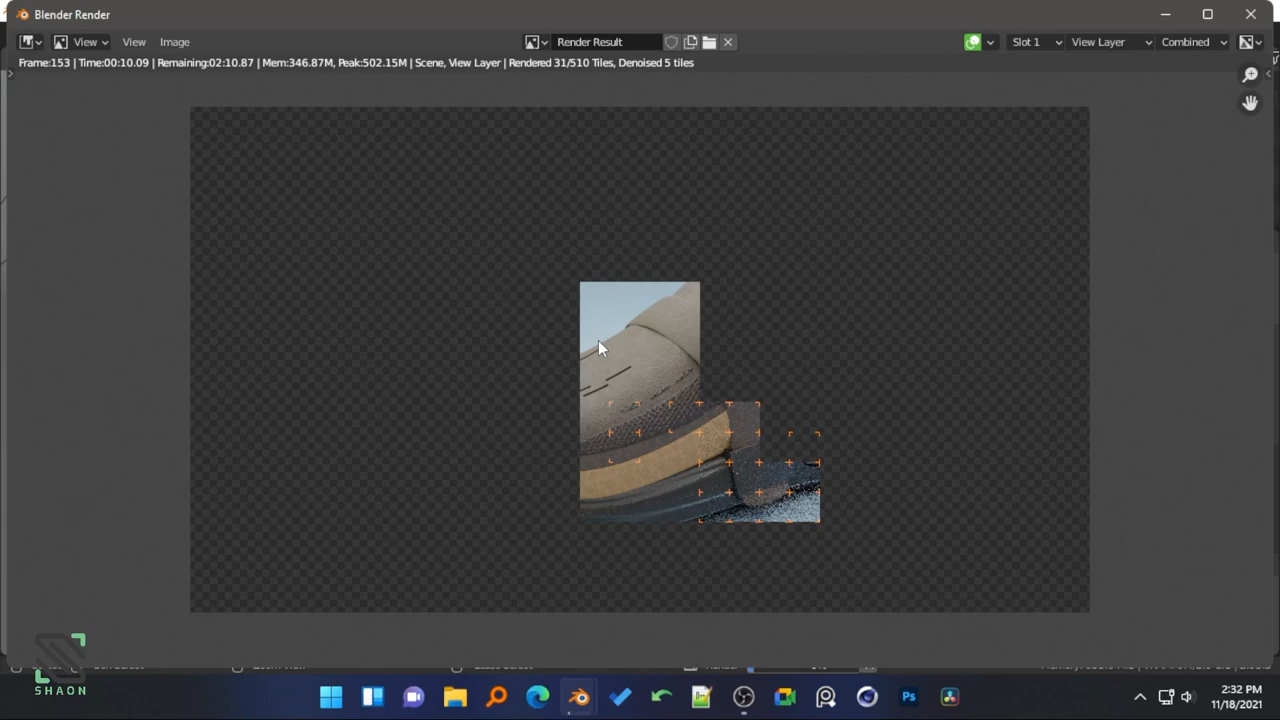 Blender Render
View View Image Render Result Slot 1 View Layer Combined
Frame:153 | Time:00:10.09 | Remaining:02:10.87 | Mem:346.87M, Peak:502.15M | Scene, View Layer | Rendered 31/510 Tiles, Denoised 5 tiles
SHAON
Ps
2:32 PM
11/18/2021